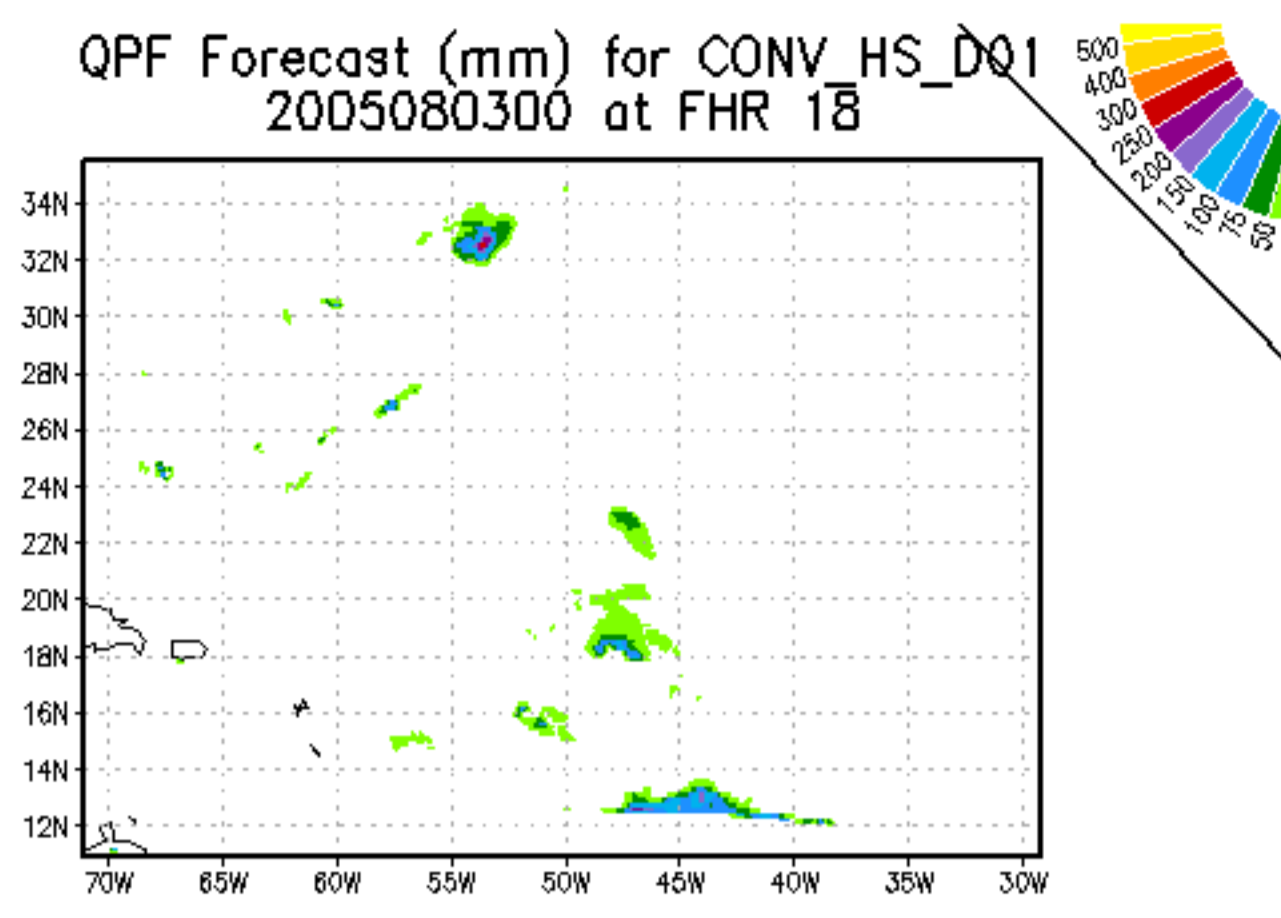 QPF Forecast (mm) for CONV_HS_D01
2005080300 at FHR 18
500
400
300
250
200
150
100
75
50
34N
32N
30N
28N
26N
24N
22N
20N
18N
16N
14N
12N
70W 65W 60W 55W 50W 45W 40W 35W 30W